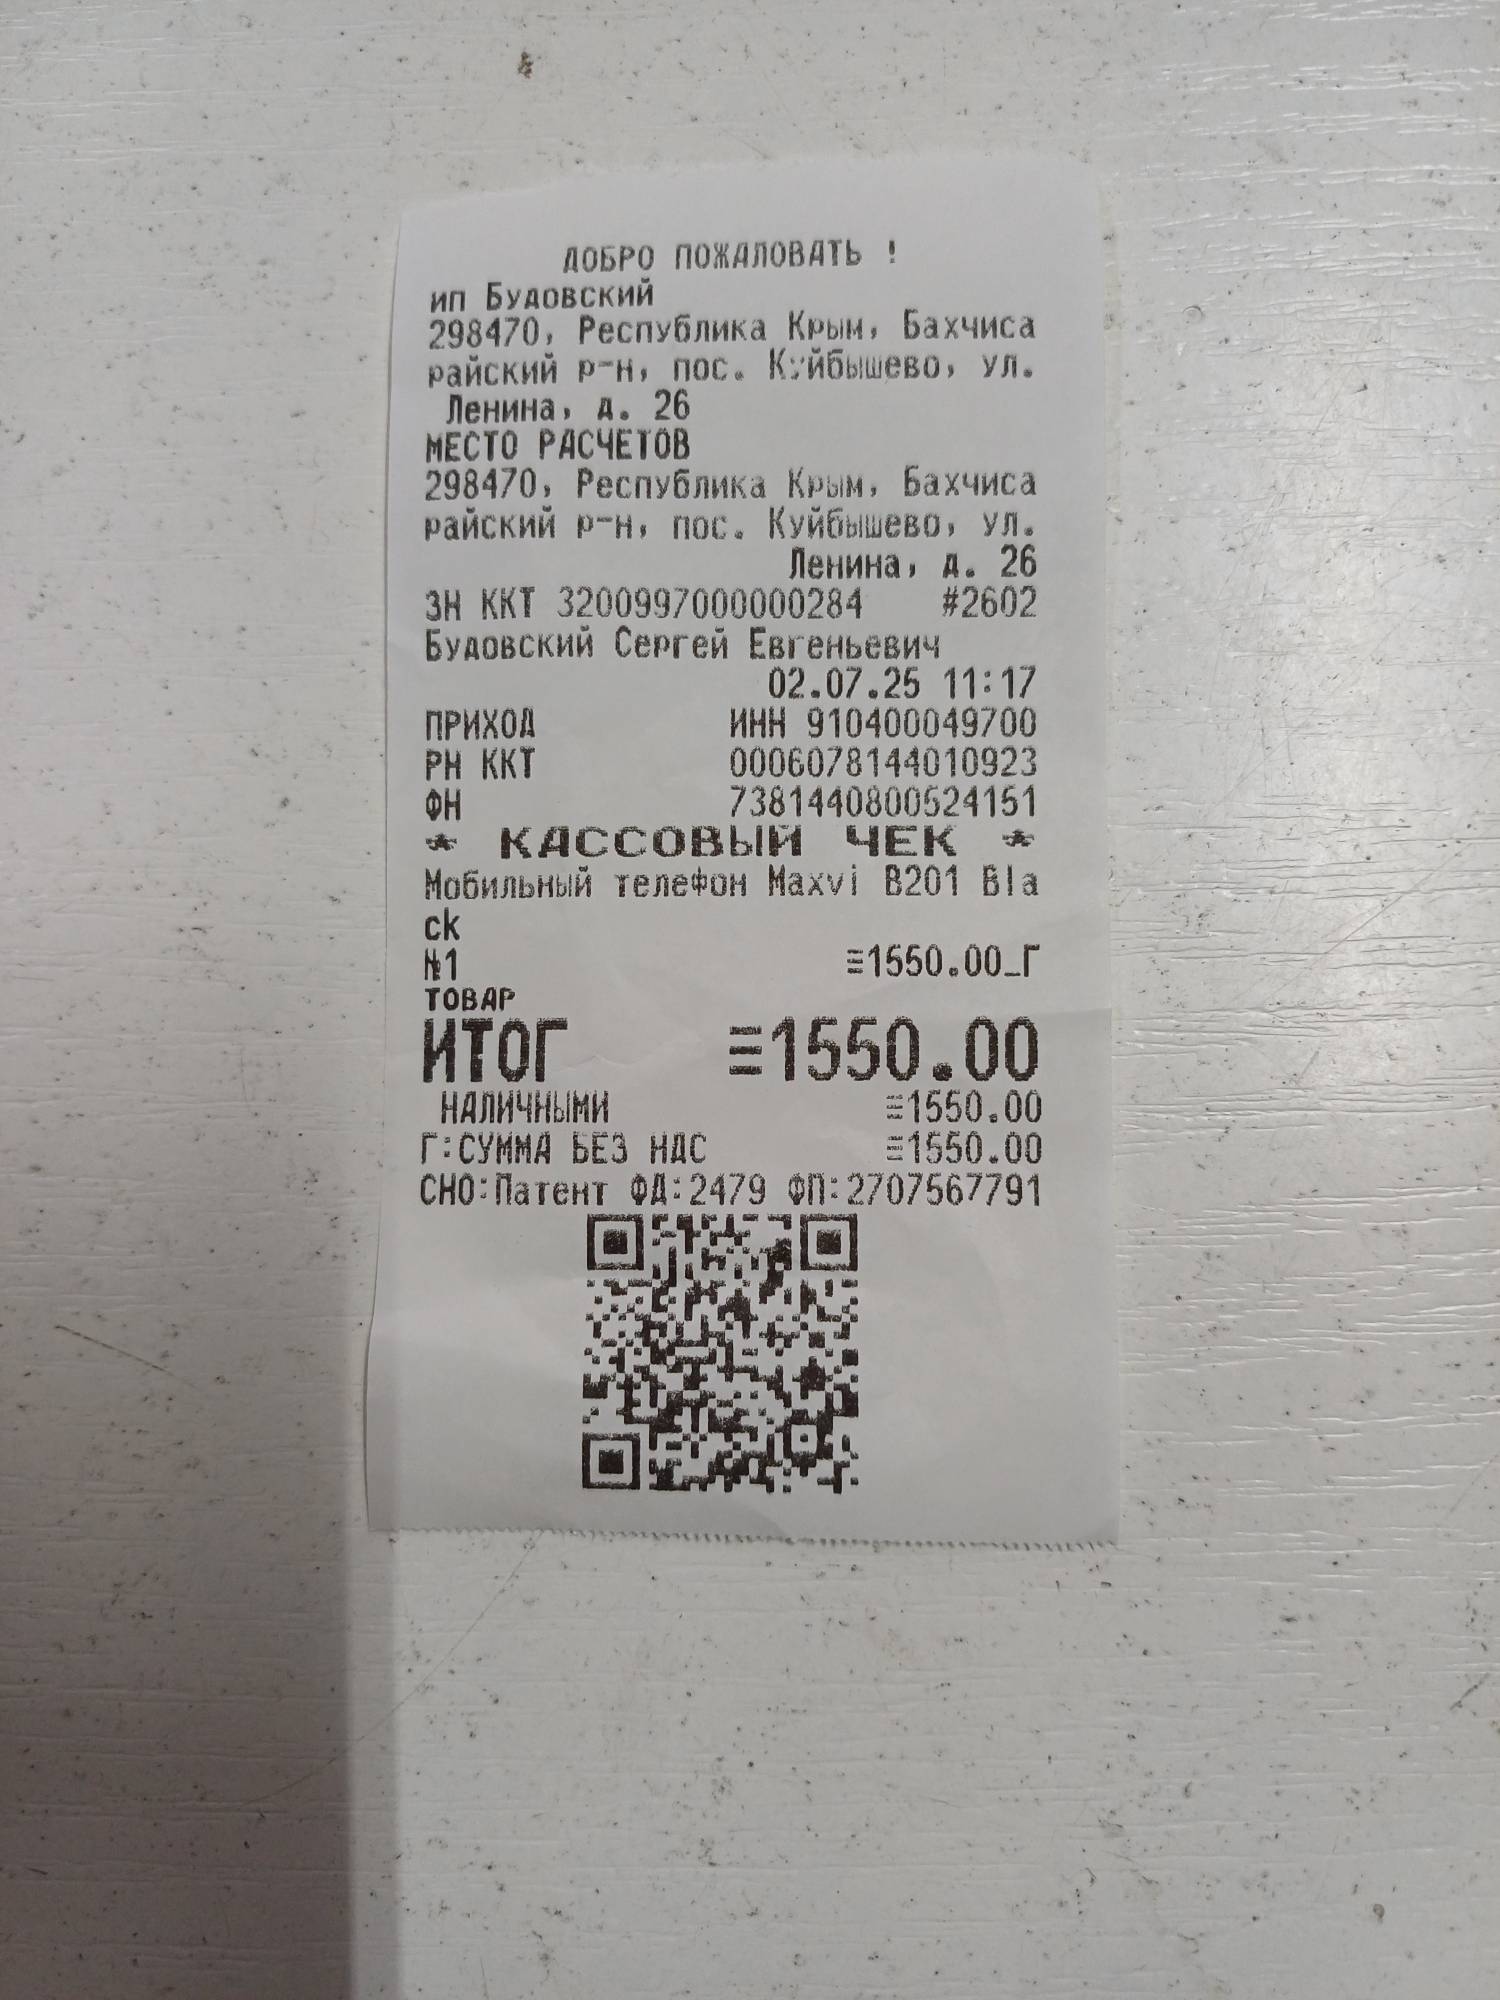 ДОБРО ПОЖАЛОВАТЬ !
ип Будовский
298470, Республика Крым, Бахчиса
райский р-н, пос. Куйбышево, ул.
Ленина, д. 26
МЕСТО РАСЧЕТОВ
298470, Республика Крым, Бахчиса
райский р-н, пос. Куйбышево, ул.
Ленина, д. 26
ЗН ККТ 3200997000000284 #2602
Будовский Сергей Евгеньевич
02.07.25 11:17
ПРИХОД ИНН 910400049700
РН ККТ 0006078144010923
ФН 7381440800524151
* КАССОВЫЙ ЧЕК *
Мобильный телефон Maxvi B201 Bla
ck
№1 ≡1550.00_Г
ТОВАР
ИТОГ ≡1550.00
НАЛИЧНЫМИ ≡1550.00
Г:СУММА БЕЗ НДС ≡1550.00
СНО:Патент ФД:2479 ФП:2707567791